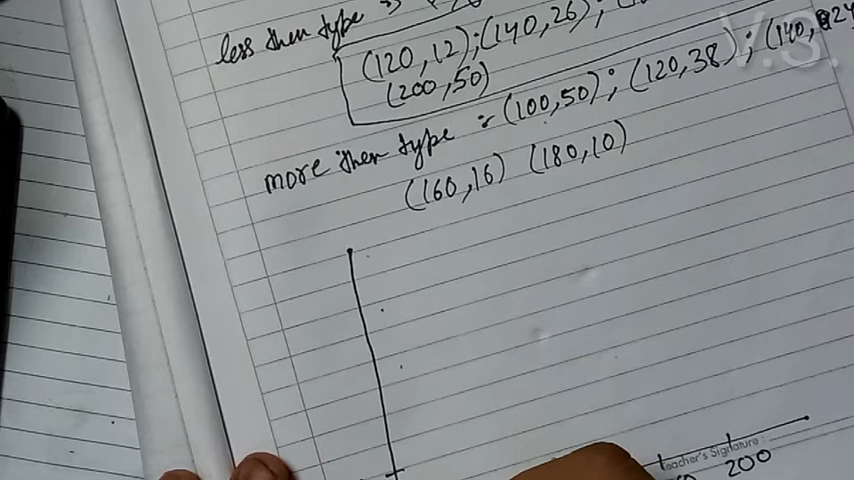 less then type ⇒
(120,12);(140,26);
(200,50)
more then type :- (100,50); (120,38); (140,24
(160,16) (180,10)
Teacher's Signature :
200
V.S.